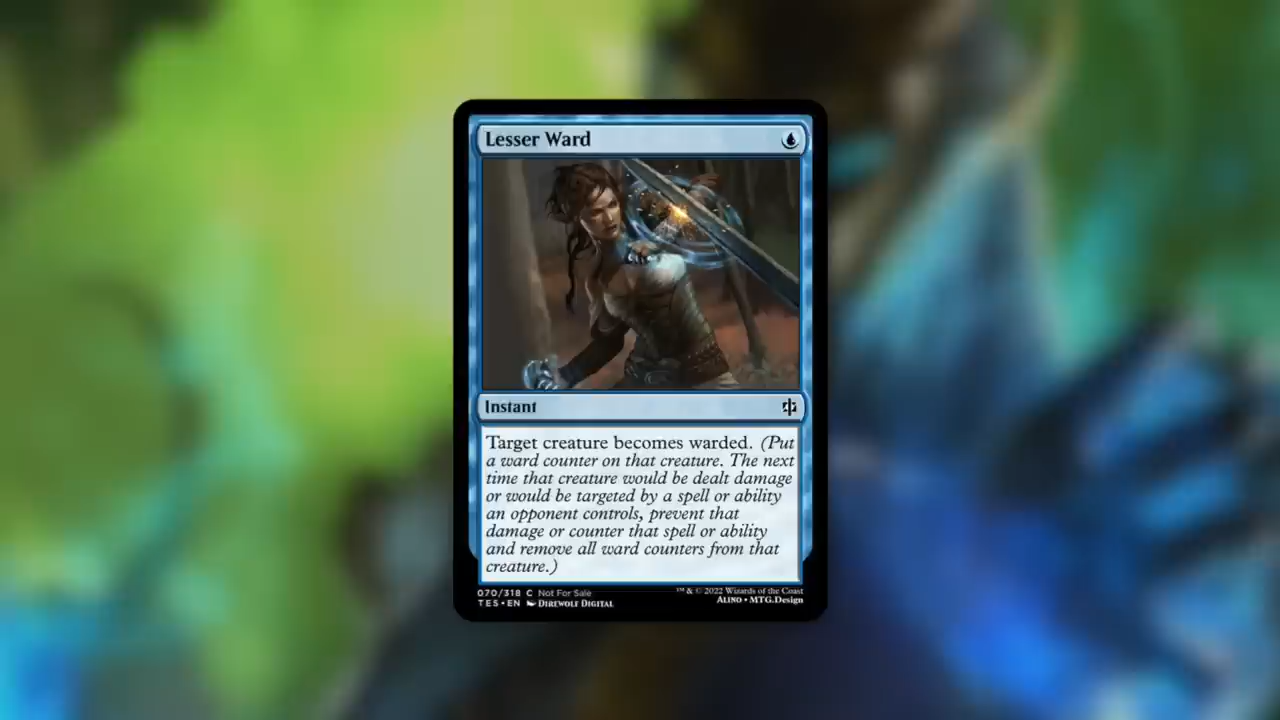 Lesser Ward
Instant
Target creature becomes warded. (Put
a ward counter on that creature. The next
time that creature would be dealt damage
or would be targeted by a spell or ability
an opponent controls, prevent that
damage or counter that spell or ability
and remove all ward counters from that
creature.)
070/318 C Not For Sale
™ & © 2022 Wizards of the Coast
TES • EN Direwolf Digital
Alino • MTG.Design